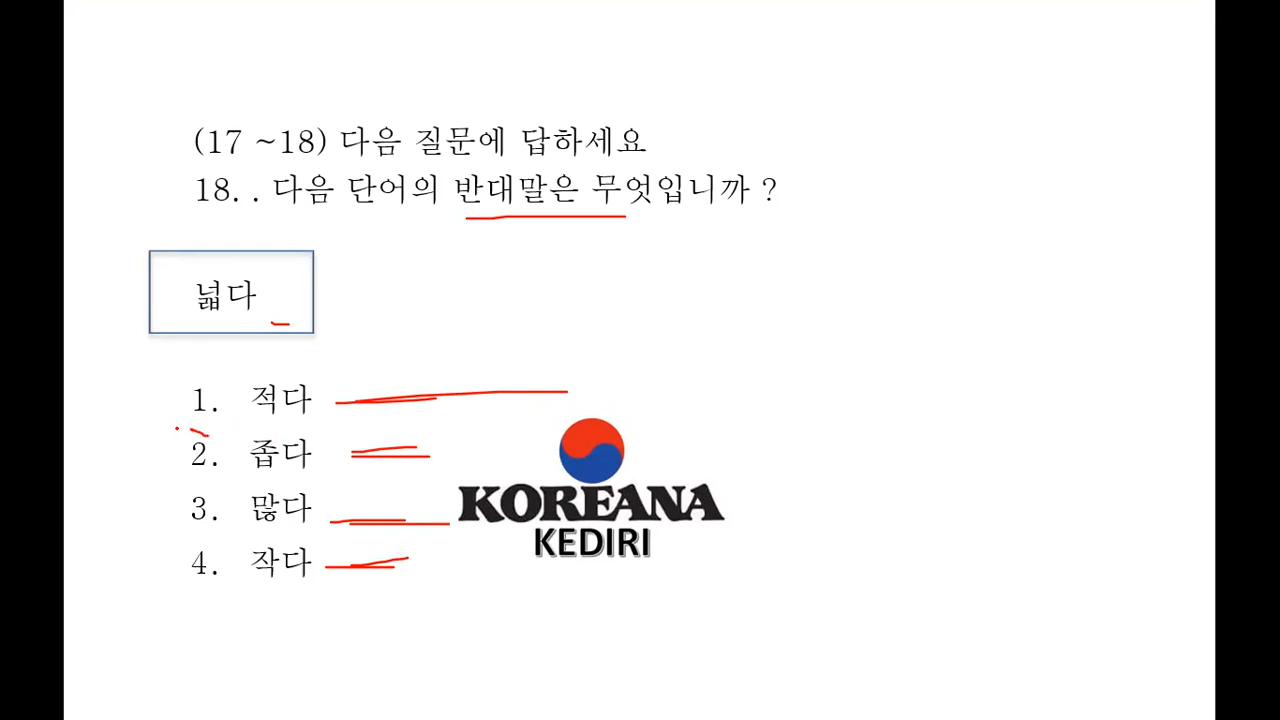 (17 ~18) 다음 질문에 답하세요
18. . 다음 단어의 반대말은 무엇입니까 ?
넓다
1. 적다
2. 좁다
3. 많다
4. 작다
KOREANA
KEDIRI